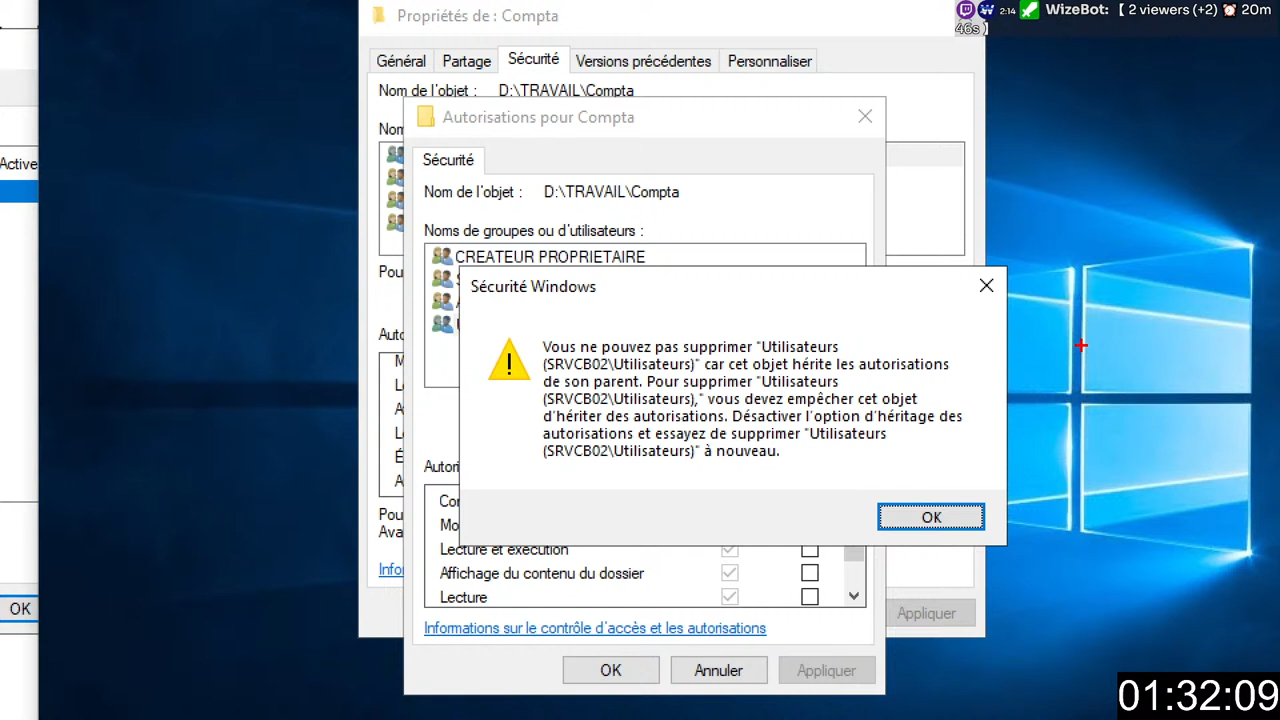 Propriétés de : Compta
2:14
WizeBot: 【 2 viewers (+2) ⏰ 20m
46s 】
Général
Partage
Sécurité
Versions précédentes
Personnaliser
Nom de l'objet :
D:\TRAVAIL\Compta
Autorisations pour Compta
Active
Sécurité
Nom de l'objet :
D:\TRAVAIL\Compta
Noms de groupes ou d'utilisateurs :
CREATEUR PROPRIETAIRE
Sécurité Windows
Vous ne pouvez pas supprimer "Utilisateurs
(SRVCB02\Utilisateurs)" car cet objet hérite les autorisations
de son parent. Pour supprimer "Utilisateurs
(SRVCB02\Utilisateurs)," vous devez empêcher cet objet
d'hériter des autorisations. Désactiver l'option d'héritage des
autorisations et essayez de supprimer "Utilisateurs
(SRVCB02\Utilisateurs)" à nouveau.
OK
Lecture et exécution
Affichage du contenu du dossier
Lecture
Informations sur le contrôle d'accès et les autorisations
OK
Appliquer
OK
Annuler
Appliquer
01:32:09